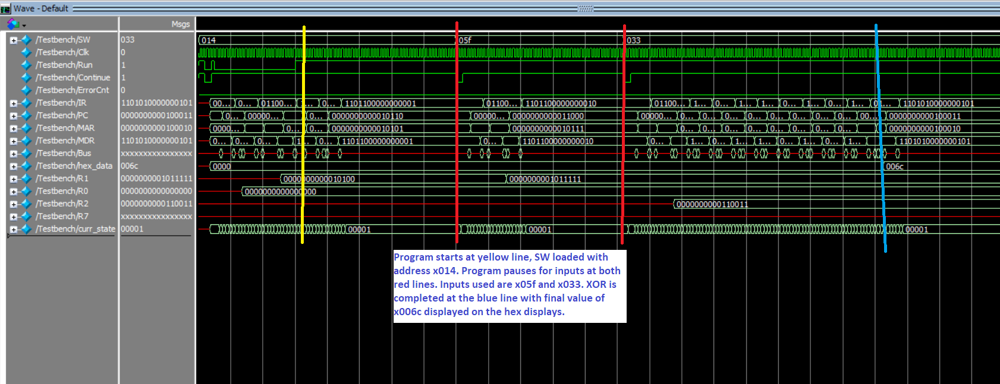 Wave - Default
Msgs
/Testbench/SW 033 014 05f 033
/Testbench/Clk 0
/Testbench/Run 1
/Testbench/Continue 1
/Testbench/ErrorCnt 0
/Testbench/IR 1101010000000101 00... 0... 01100... 1... 0... 1101100000000001 01100... 1101100000000010 01100... 1... 0... 1... 1... 0... 1... 0... 1... 1101010000000101
/Testbench/PC 0000000000100011 0... 00000... 0... 0000000000010110 00000... 0000000000011000 00000... 0... 0... 0... 0... 0... 0... 0... 00... 0000000000100011
/Testbench/MAR 0000000000100010 0000... 0... 0... 0000000000010101 0000000000010111 0... 0... 0... 0... 0... 0... 0... 0000000000100010
/Testbench/MDR 1101010000000101 0... 0... 0... 1... 0... 1101100000000001 0... 1101100000000010 0... 1... 0... 1... 1... 0... 1... 0... 1... 1101010000000101
/Testbench/Bus xxxxxxxxxxxxxxxx
/Testbench/hex_data 006c 0000 006c
/Testbench/R1 0000000001011111 0000000000010100 0000000001011111
/Testbench/R0 0000000000000000 0000000000000000
/Testbench/R2 0000000000110011 0000000000110011
/Testbench/R7 xxxxxxxxxxxxxxxx
/Testbench/curr_state 00001 00001 00001 00001
Program starts at yellow line, SW loaded with
address x014. Program pauses for inputs at both
red lines. Inputs used are x05f and x033. XOR is
completed at the blue line with final value of
x006c displayed on the hex displays.